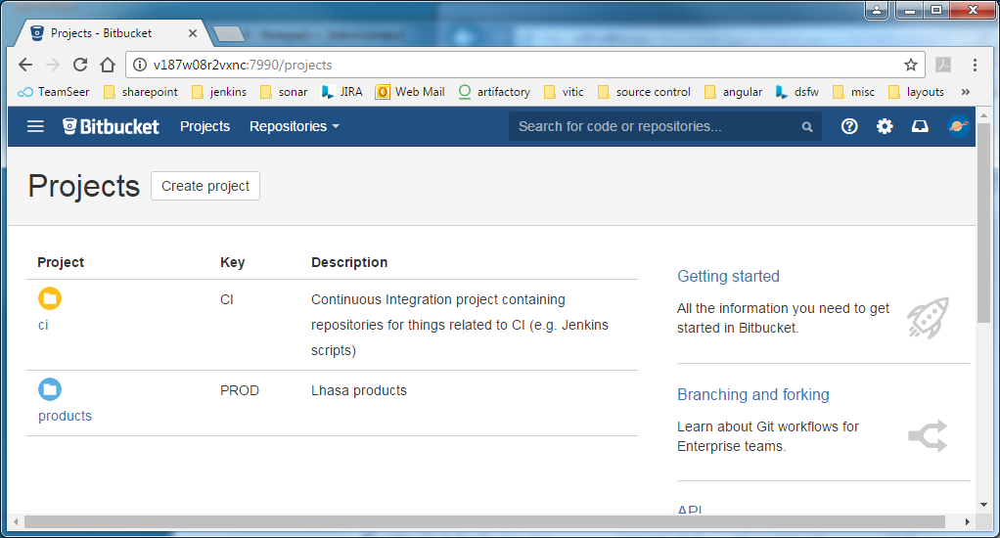 Projects - Bitbucket
v187w08r2vxnc:7990/projects
TeamSeer sharepoint jenkins sonar JIRA Web Mail artifactory vitic source control angular dsfw misc layouts »
Bitbucket Projects Repositories Search for code or repositories...
Projects Create project
Project Key Description
ci CI Continuous Integration project containing
repositories for things related to CI (e.g. Jenkins
scripts)
products PROD Lhasa products
Getting started
All the information you need to get
started in Bitbucket.
Branching and forking
Learn about Git workflows for
Enterprise teams.
API